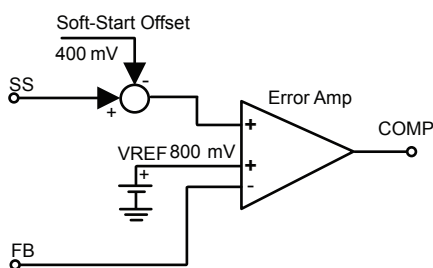 Soft-Start Offset
400 mV
-
SS
+
Error Amp
+
COMP
VREF 800 mV
+
+
-
FB